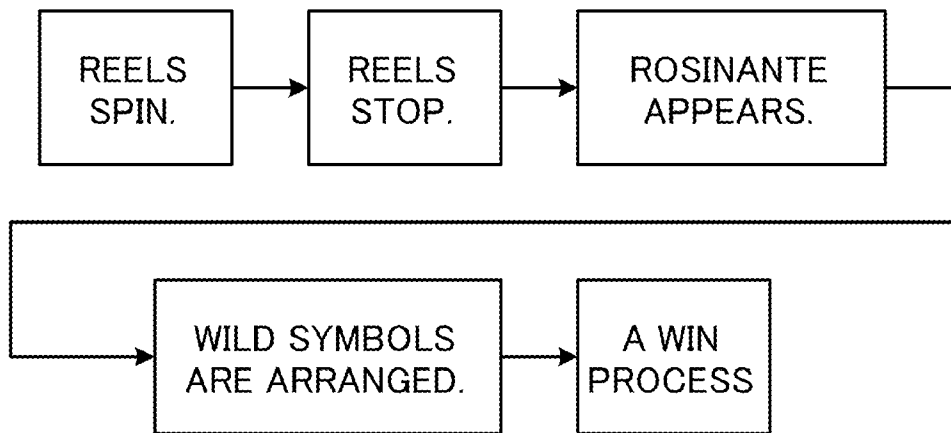 REELS
SPIN.
REELS
STOP.
ROSINANTE
APPEARS.
WILD SYMBOLS
ARE ARRANGED.
A WIN
PROCESS